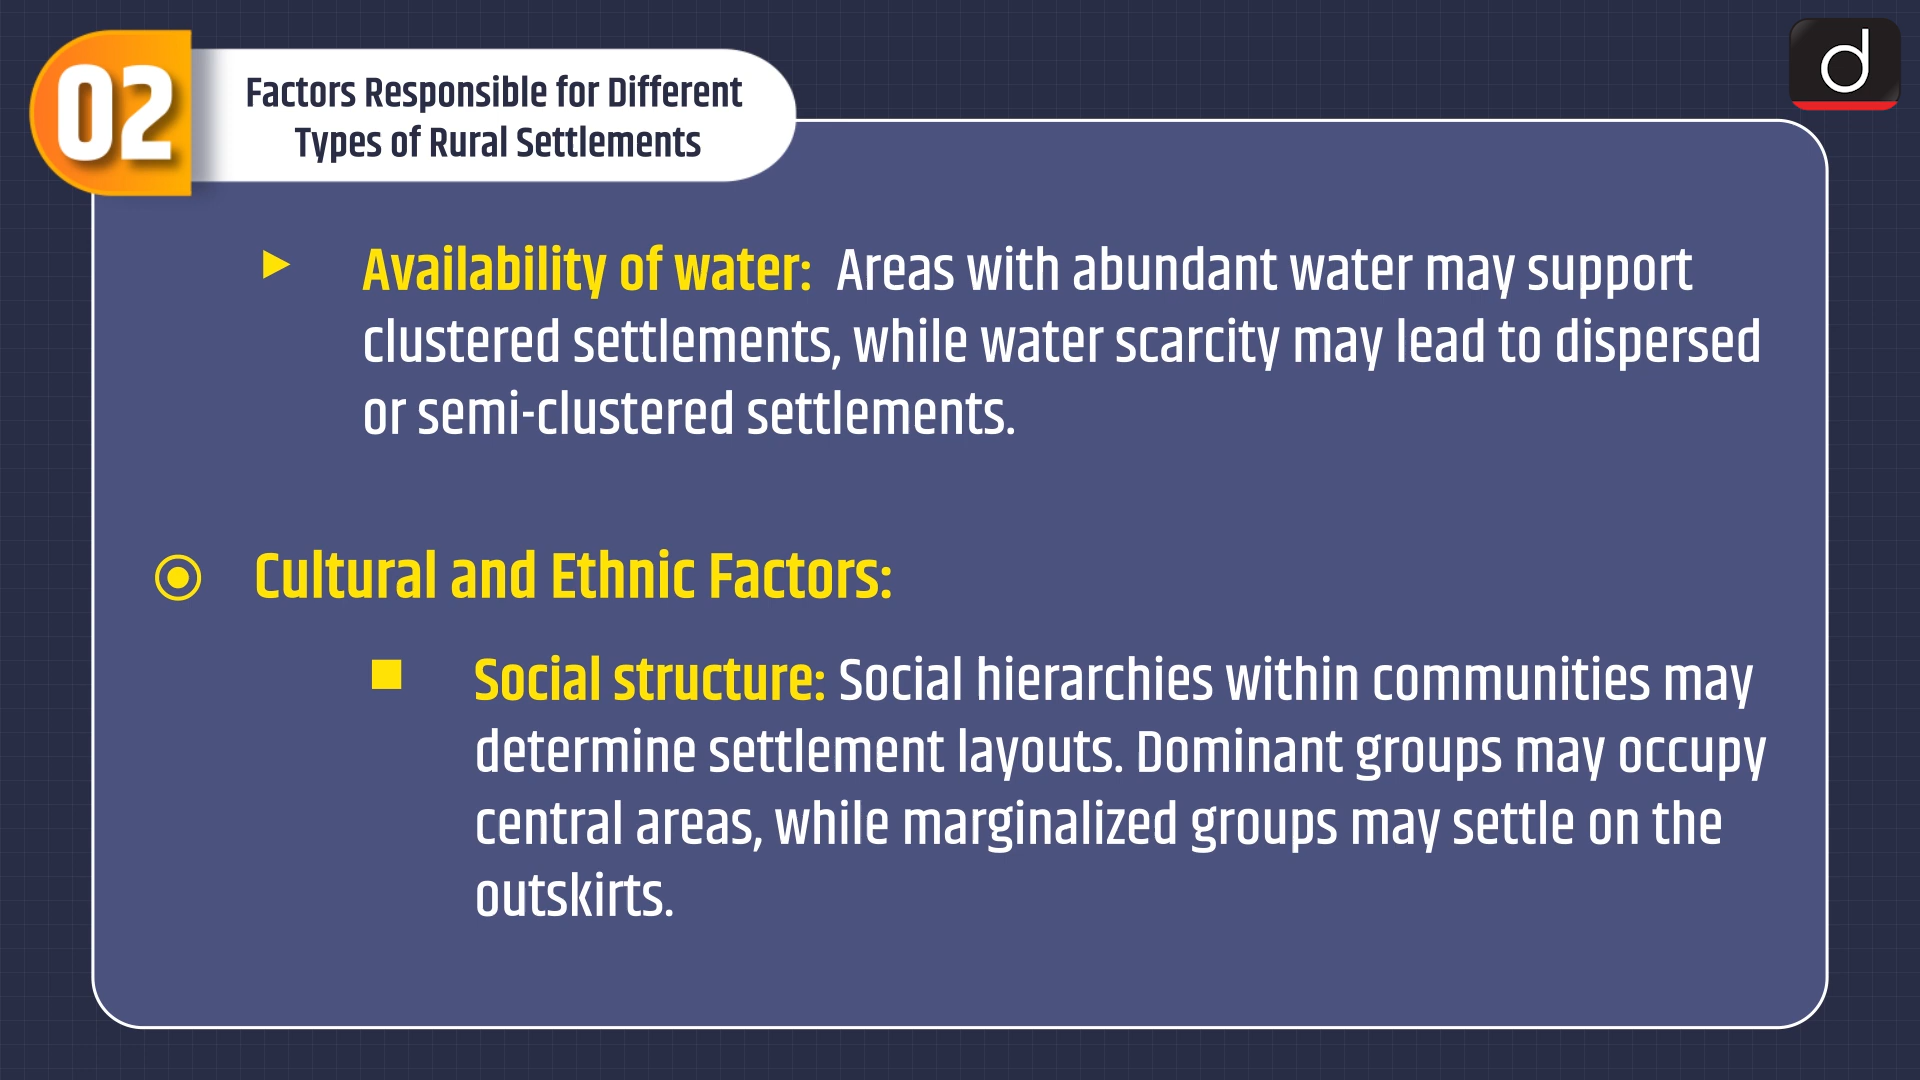 02
Factors Responsible for Different
Types of Rural Settlements
d
Availability of water: Areas with abundant water may support
clustered settlements, while water scarcity may lead to dispersed
or semi-clustered settlements.
Cultural and Ethnic Factors:
Social structure: Social hierarchies within communities may
determine settlement layouts. Dominant groups may occupy
central areas, while marginalized groups may settle on the
outskirts.